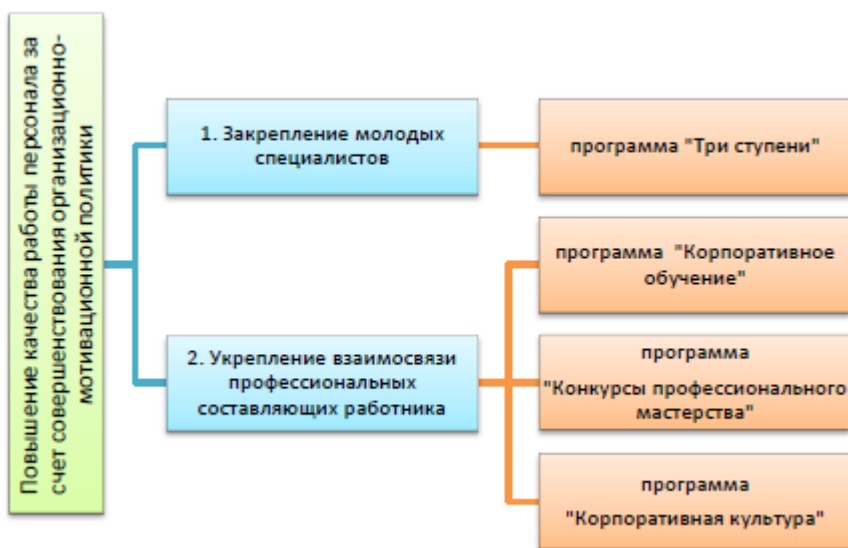 Повышение качества работы персонала за
счет совершенствования организационно-
мотивационной политики
1. Закрепление молодых
специалистов
программа "Три ступени"
2. Укрепление взаимосвязи
профессиональных
составляющих работника
программа "Корпоративное
обучение"
программа
"Конкурсы профессионального
мастерства"
программа
"Корпоративная культура"